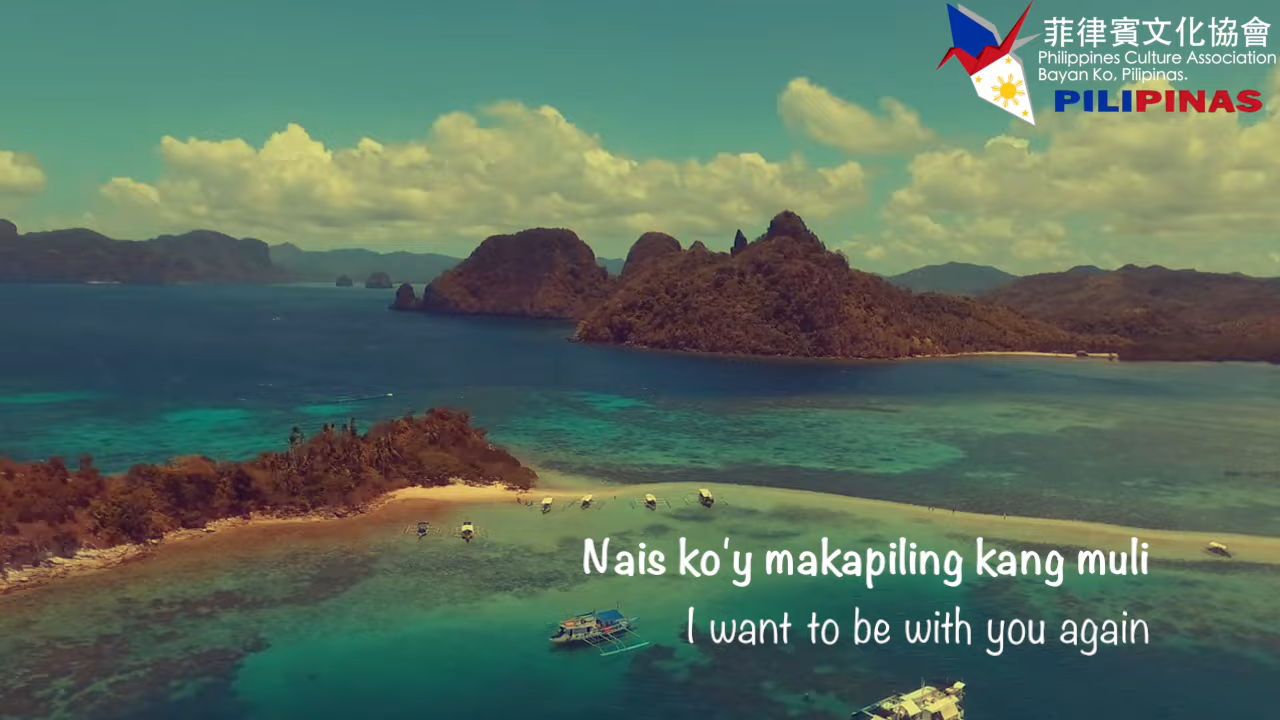 菲律賓文化協會
Philippines Culture Association
Bayan Ko, Pilipinas.
PILIPINAS
Nais ko'y makapiling kang muli
I want to be with you again